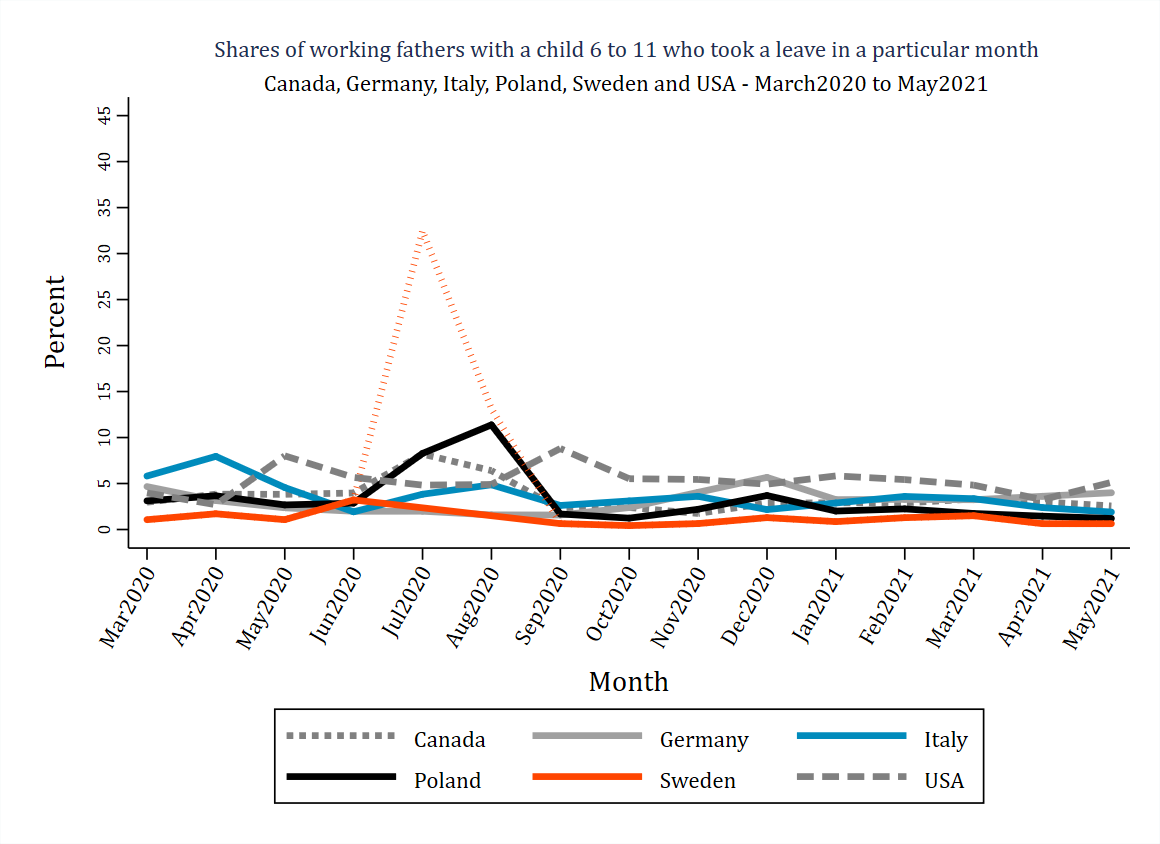 Shares of working fathers with a child 6 to 11 who took a leave in a particular month
Canada, Germany, Italy, Poland, Sweden and USA - March2020 to May2021
45
40
35
30
25
20
15
10
5
0
Percent
Mar2020
Apr2020
May2020
Jun2020
Jul2020
Aug2020
Sep2020
Oct2020
Nov2020
Dec2020
Jan2021
Feb2021
Mar2021
Apr2021
May2021
Month
Canada
Germany
Italy
Poland
Sweden
USA